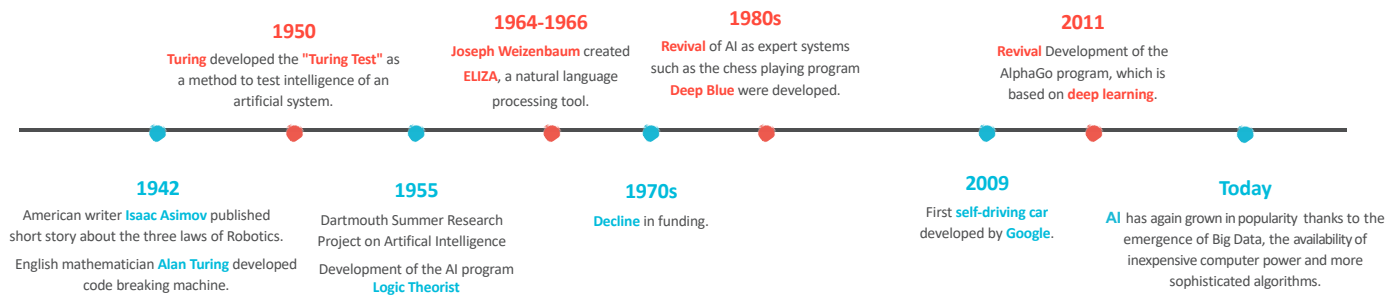 1950
Turing developed the "Turing Test" as
a method to test intelligence of an
artificial system.
1964-1966
Joseph Weizenbaum created
ELIZA, a natural language
processing tool.
1980s
Revival of AI as expert systems
such as the chess playing program
Deep Blue were developed.
2011
Revival Development of the
AlphaGo program, which is
based on deep learning.
1942
American writer Isaac Asimov published
short story about the three laws of Robotics.
English mathematician Alan Turing developed
code breaking machine.
1955
Dartmouth Summer Research
Project on Artifical Intelligence
Development of the AI program
Logic Theorist
1970s
Decline in funding.
2009
First self-driving car
developed by Google.
Today
AI has again grown in popularity thanks to the
emergence of Big Data, the availability of
inexpensive computer power and more
sophisticated algorithms.